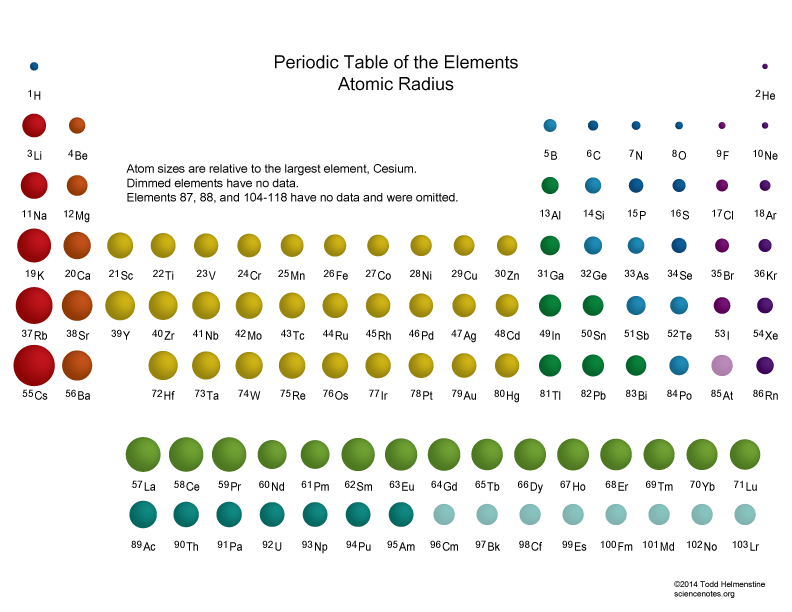 Periodic Table of the Elements
Atomic Radius
1H 2He
3Li 4Be 5B 6C 7N 8O 9F 10Ne
Atom sizes are relative to the largest element, Cesium.
Dimmed elements have no data.
Elements 87, 88, and 104-118 have no data and were omitted.
11Na 12Mg 13Al 14Si 15P 16S 17Cl 18Ar
19K 20Ca 21Sc 22Ti 23V 24Cr 25Mn 26Fe 27Co 28Ni 29Cu 30Zn 31Ga 32Ge 33As 34Se 35Br 36Kr
37Rb 38Sr 39Y 40Zr 41Nb 42Mo 43Tc 44Ru 45Rh 46Pd 47Ag 48Cd 49In 50Sn 51Sb 52Te 53I 54Xe
55Cs 56Ba 72Hf 73Ta 74W 75Re 76Os 77Ir 78Pt 79Au 80Hg 81Tl 82Pb 83Bi 84Po 85At 86Rn
57La 58Ce 59Pr 60Nd 61Pm 62Sm 63Eu 64Gd 65Tb 66Dy 67Ho 68Er 69Tm 70Yb 71Lu
89Ac 90Th 91Pa 92U 93Np 94Pu 95Am 96Cm 97Bk 98Cf 99Es 100Fm 101Md 102No 103Lr
©2014 Todd Helmenstine
sciencenotes.org